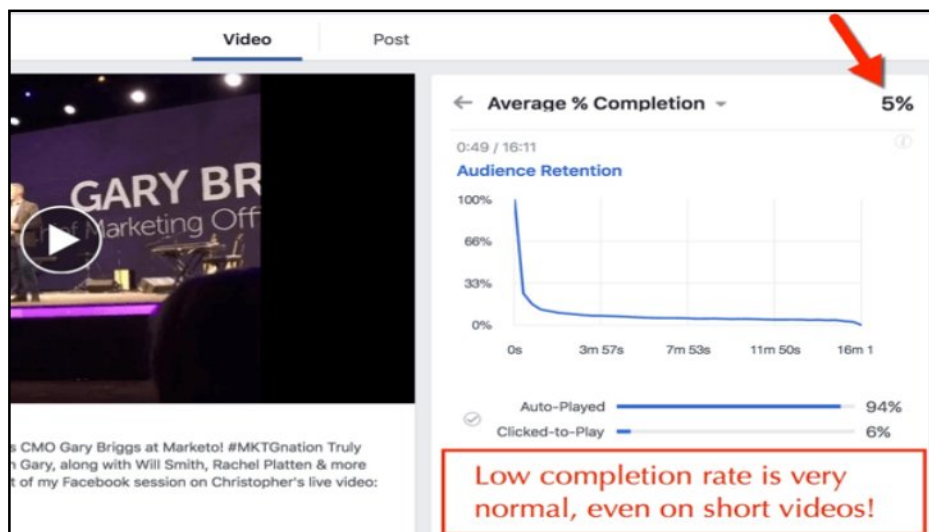 Video
Post
GARY BR
Chief Marketing Off
s CMO Gary Briggs at Marketo! #MKTGnation Truly
n Gary, along with Will Smith, Rachel Platten & more
t of my Facebook session on Christopher's live video:
Average % Completion
5%
0:49 / 16:11
Audience Retention
100%
66%
33%
0%
0s
3m 57s
7m 53s
11m 50s
16m 1
Auto-Played
94%
Clicked-to-Play
6%
Low completion rate is very
normal, even on short videos!